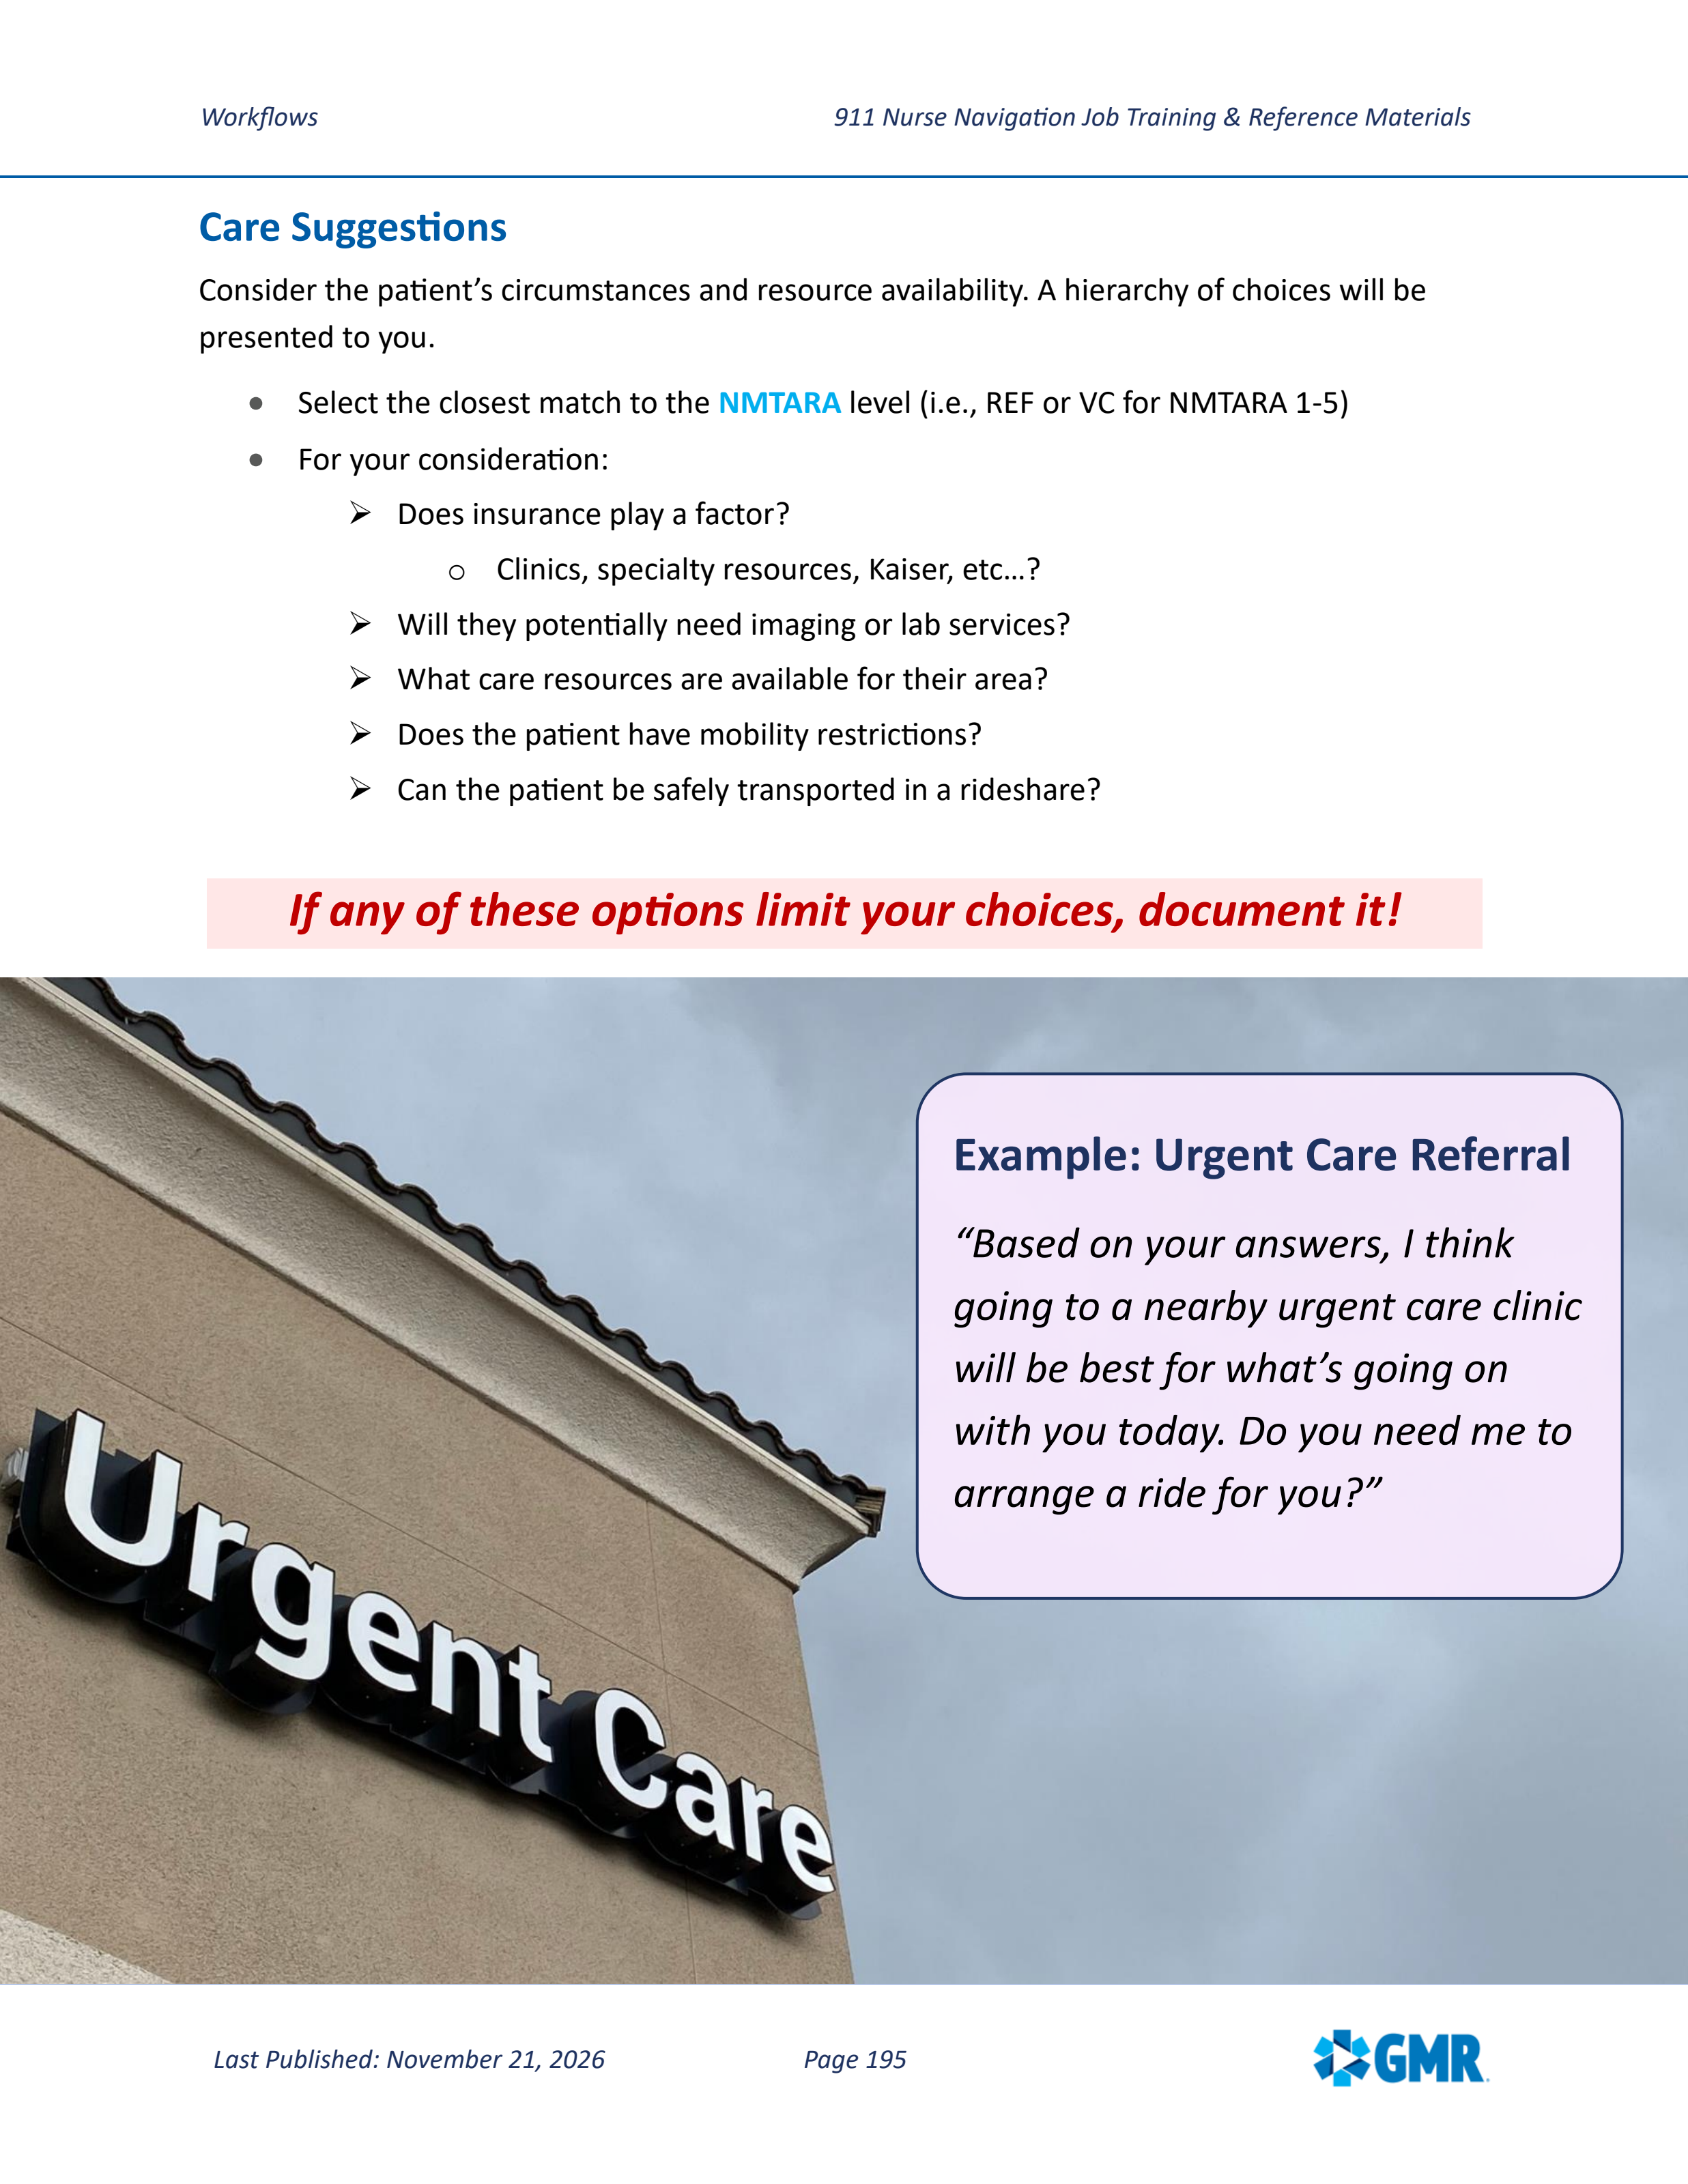 Workflows
911 Nurse Navigation Job Training & Reference Materials
Care Suggestions
Consider the patient’s circumstances and resource availability. A hierarchy of choices will be
presented to you.
● Select the closest match to the NMTARA level (i.e., REF or VC for NMTARA 1-5)
● For your consideration:
➢ Does insurance play a factor?
o Clinics, specialty resources, Kaiser, etc…?
➢ Will they potentially need imaging or lab services?
➢ What care resources are available for their area?
➢ Does the patient have mobility restrictions?
➢ Can the patient be safely transported in a rideshare?
If any of these options limit your choices, document it!
Example: Urgent Care Referral
“Based on your answers, I think
going to a nearby urgent care clinic
will be best for what’s going on
with you today. Do you need me to
arrange a ride for you?”
Urgent Care
Last Published: November 21, 2026
Page 195
GMR